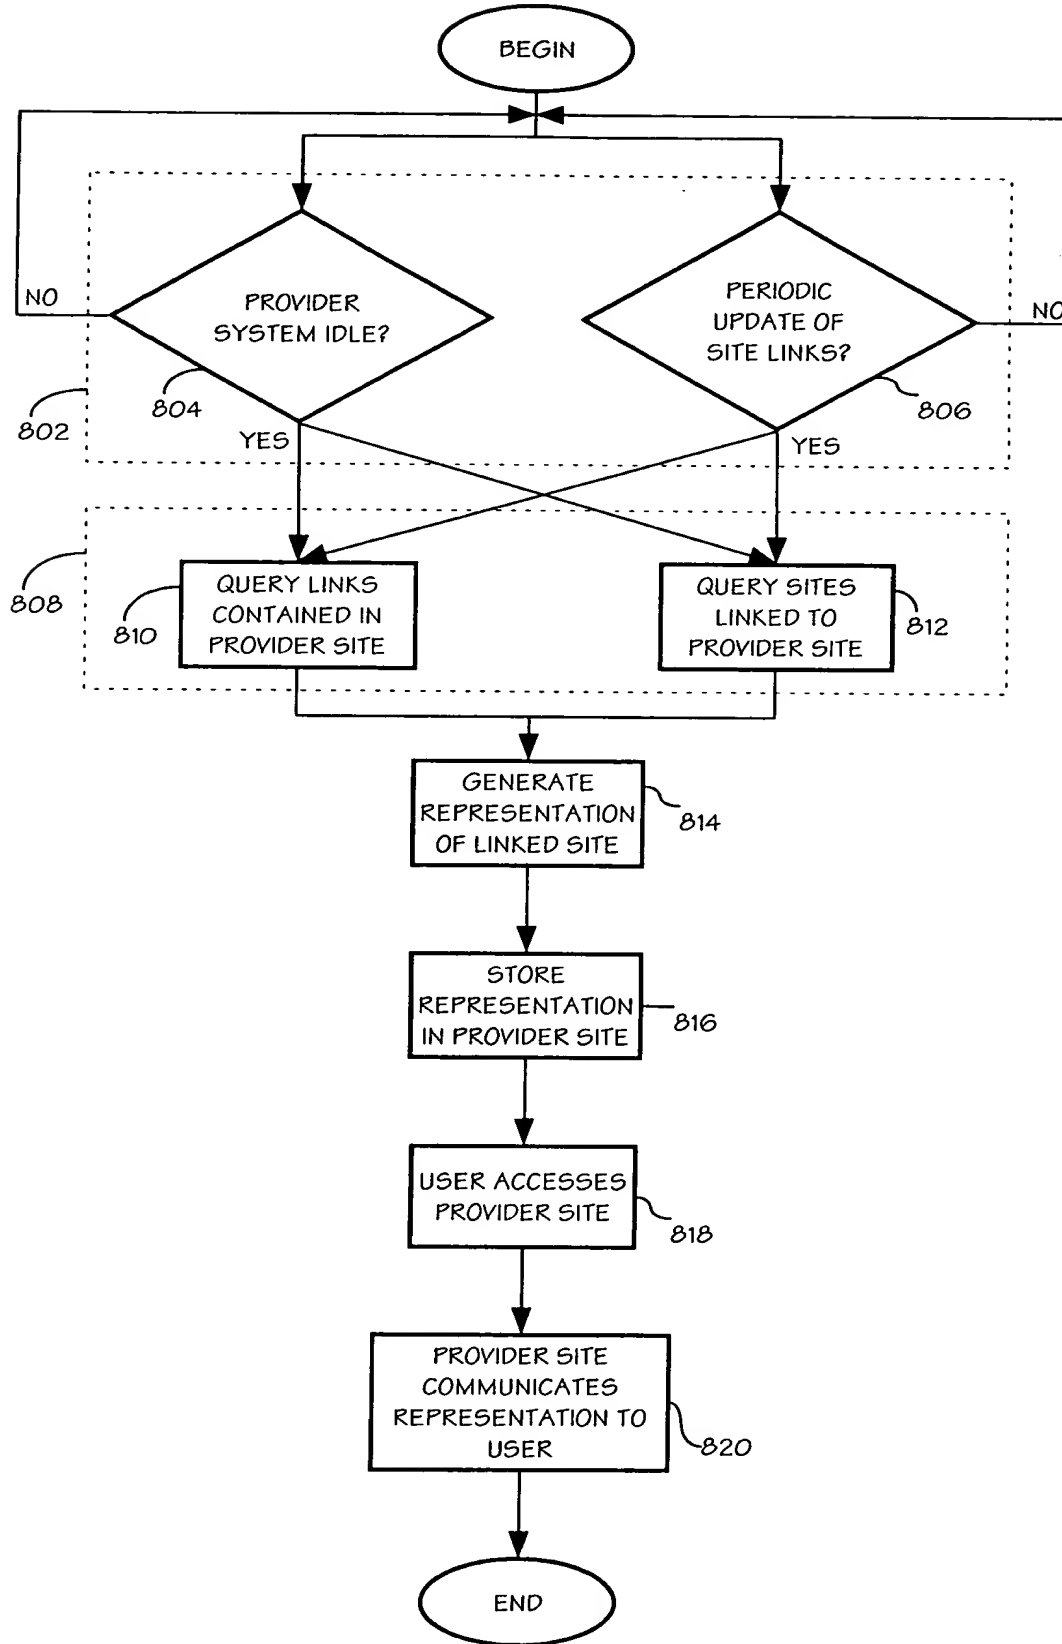 BEGIN
NO
PROVIDER
SYSTEM IDLE?
PERIODIC
UPDATE OF
SITE LINKS?
NO
804
806
802
YES
YES
QUERY LINKS
CONTAINED IN
PROVIDER SITE
QUERY SITES
LINKED TO
PROVIDER SITE
808
810
812
GENERATE
REPRESENTATION
OF LINKED SITE
814
STORE
REPRESENTATION
IN PROVIDER SITE
816
USER ACCESSES
PROVIDER SITE
818
PROVIDER SITE
COMMUNICATES
REPRESENTATION TO
USER
820
END